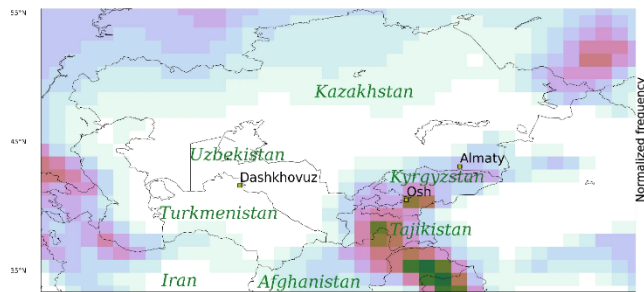 55°N
Kazakhstan
45°N
Uzbekistan
Almaty
Kyrgyzstan
Dashkhovuz
Osh
Turkmenistan
Tajikistan
35°N
Iran
Afghanistan
Normalized frequency